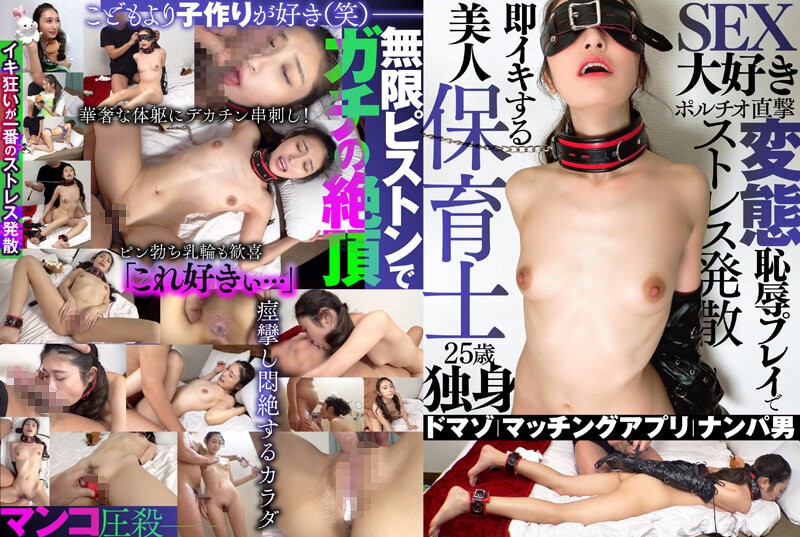 こどもより子作りが好き(笑)
無限ピストンで
ガチの絶頂
イキ狂いが一番のストレス発散
華奢な体躯にデカチン串刺し!
ピン勃ち乳輪も歓喜
「これ好きぃ…」
痙攣し悶絶するカラダ
マンコ圧殺
SEX
大好き
ポルチオ直撃
変態恥辱プレイで
ストレス発散
即イキする
美人保育士
25歳
独身
ドマゾ|マッチングアプリ|ナンパ男